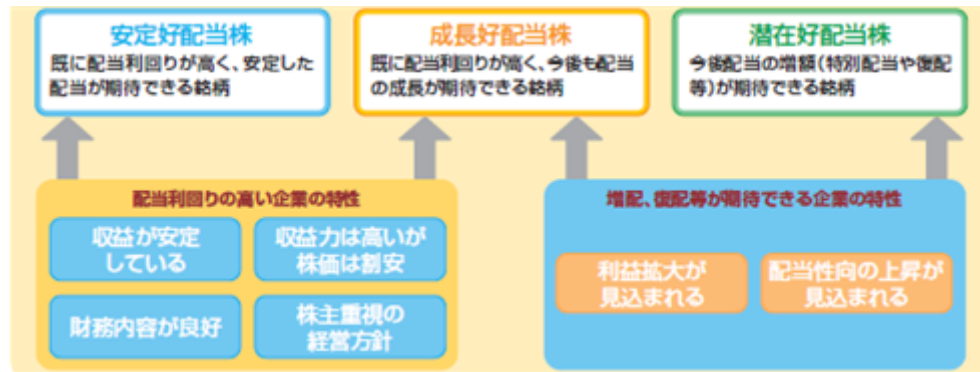 安定好配当株
既に配当利回りが高く、安定した
配当が期待できる銘柄
成長好配当株
既に配当利回りが高く、今後も配当
の成長が期待できる銘柄
潜在好配当株
今後配当の増額(特別配当や復配
等)が期待できる銘柄
配当利回りの高い企業の特性
収益が安定
している
収益力は高いが
株価は割安
財務内容が良好
株主重視の
経営方針
増配、復配等が期待できる企業の特性
利益拡大が
見込まれる
配当性向の上昇が
見込まれる